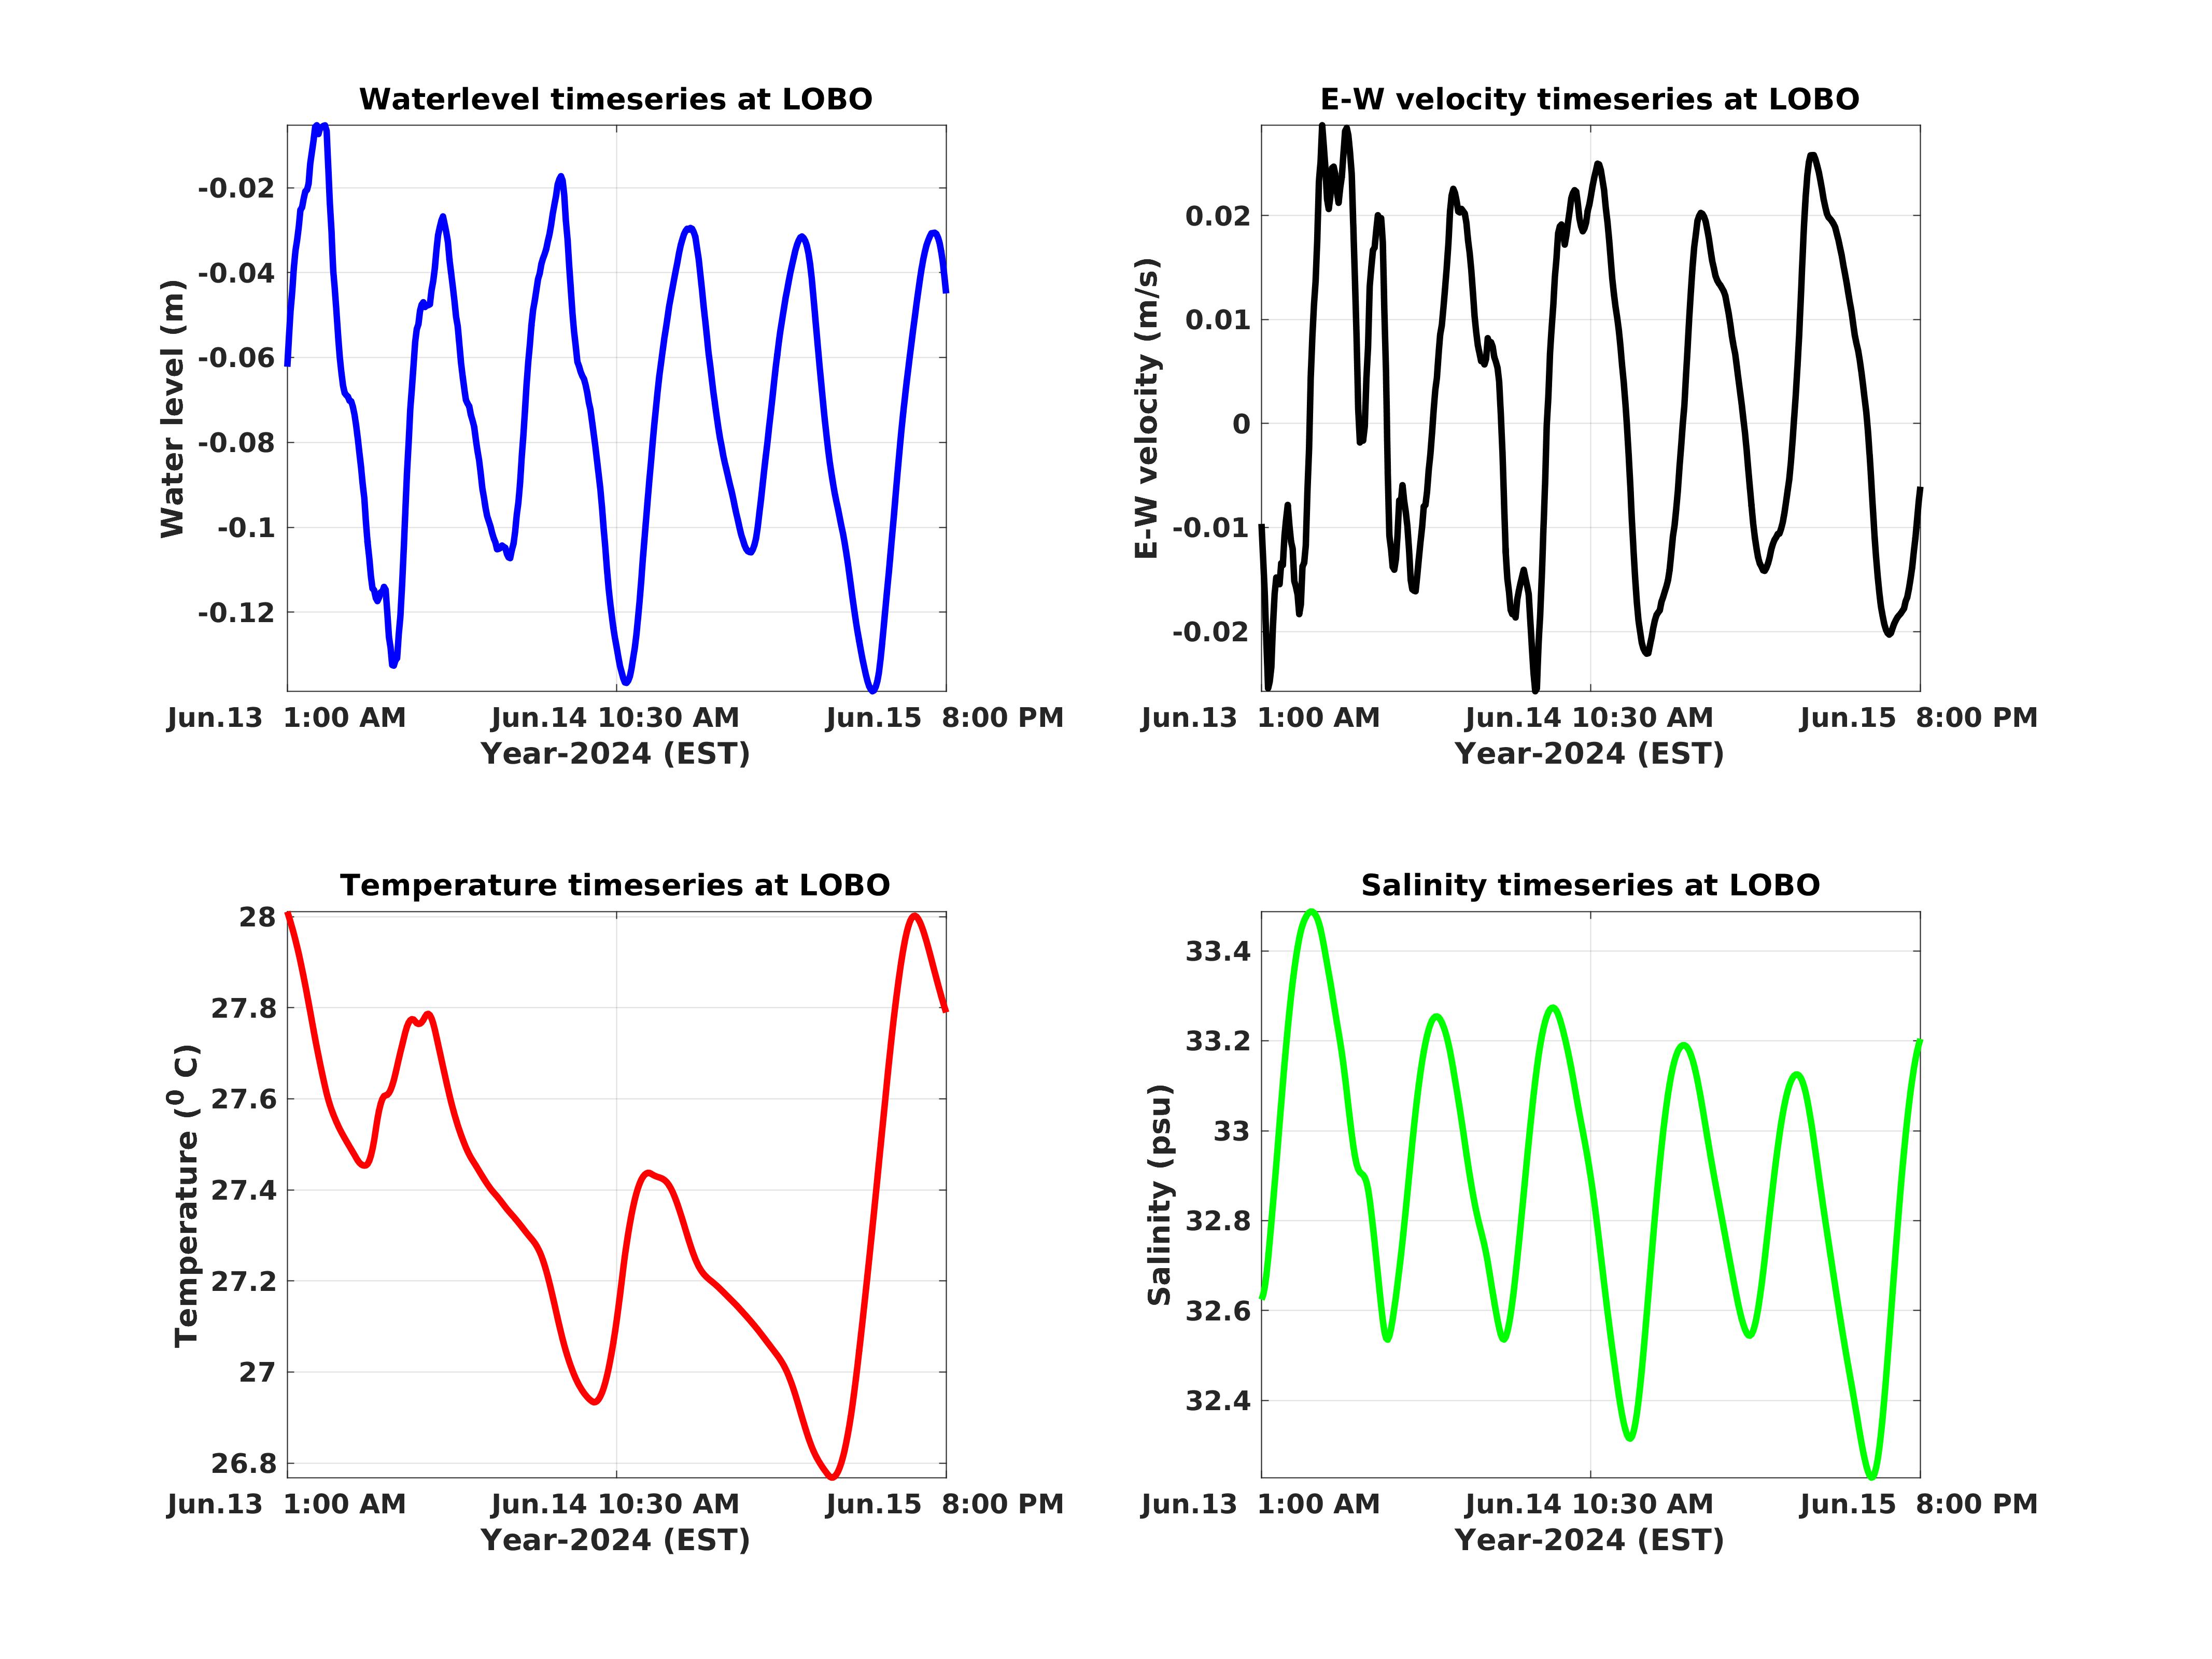 Waterlevel timeseries at LOBO
-0.02
-0.04
-0.06
-0.08
-0.1
-0.12
Water level (m)
Jun.13  1:00 AM
Jun.14 10:30 AM
Jun.15  8:00 PM
Year-2024 (EST)
E-W velocity timeseries at LOBO
0.02
0.01
0
-0.01
-0.02
E-W velocity (m/s)
Jun.13  1:00 AM
Jun.14 10:30 AM
Jun.15  8:00 PM
Year-2024 (EST)
Temperature timeseries at LOBO
28
27.8
27.6
27.4
27.2
27
26.8
Temperature (⁰ C)
Jun.13  1:00 AM
Jun.14 10:30 AM
Jun.15  8:00 PM
Year-2024 (EST)
Salinity timeseries at LOBO
33.4
33.2
33
32.8
32.6
32.4
Salinity (psu)
Jun.13  1:00 AM
Jun.14 10:30 AM
Jun.15  8:00 PM
Year-2024 (EST)